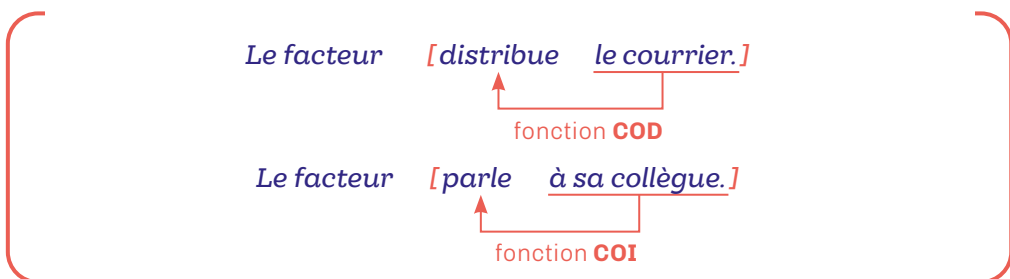 Le facteur [distribue le courrier.]
fonction COD
Le facteur [parle à sa collègue.]
fonction COI